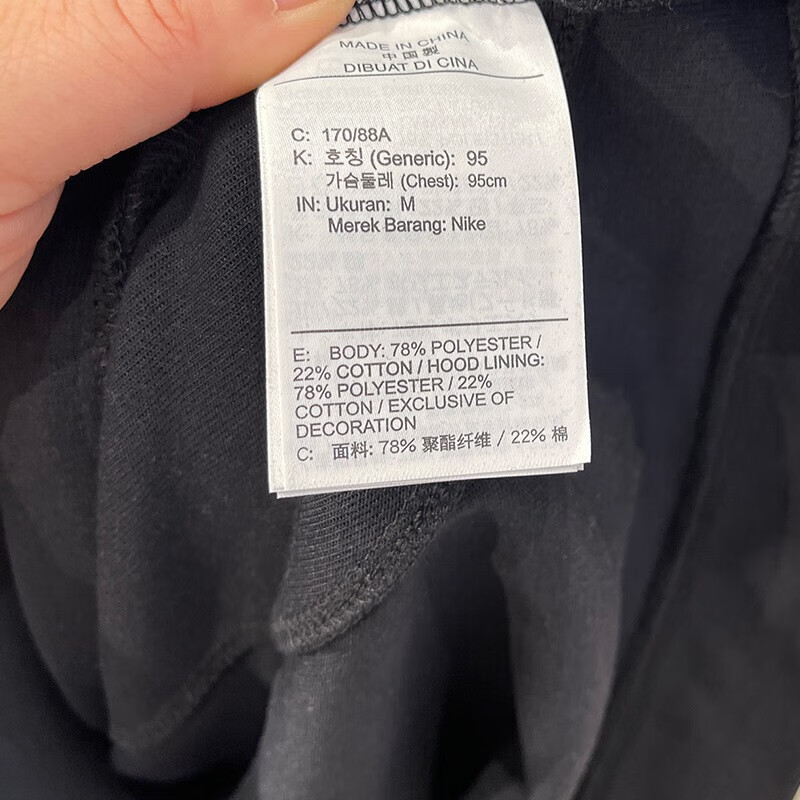 MADE IN CHINA
中国製
DIBUAT DI CINA
C: 170/88A
K: 호칭 (Generic): 95
가슴둘레 (Chest): 95cm
IN: Ukuran: M
Merek Barang: Nike
E: BODY: 78% POLYESTER /
22% COTTON / HOOD LINING:
78% POLYESTER / 22%
COTTON / EXCLUSIVE OF
DECORATION
C: 面料: 78% 聚酯纤维 / 22% 棉